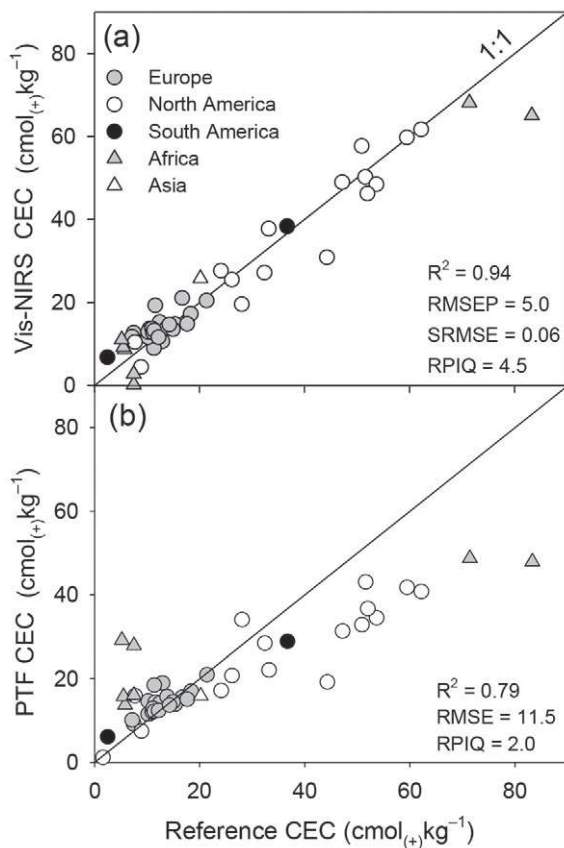 (a)
1:1
Europe
North America
South America
Africa
Asia
80
60
40
20
0
Vis-NIRS CEC (cmol₍₊₎kg⁻¹)
R² = 0.94
RMSEP = 5.0
SRMSE = 0.06
RPIQ = 4.5
(b)
80
60
40
20
0
PTF CEC (cmol₍₊₎kg⁻¹)
R² = 0.79
RMSE = 11.5
RPIQ = 2.0
0 20 40 60 80
Reference CEC (cmol₍₊₎kg⁻¹)